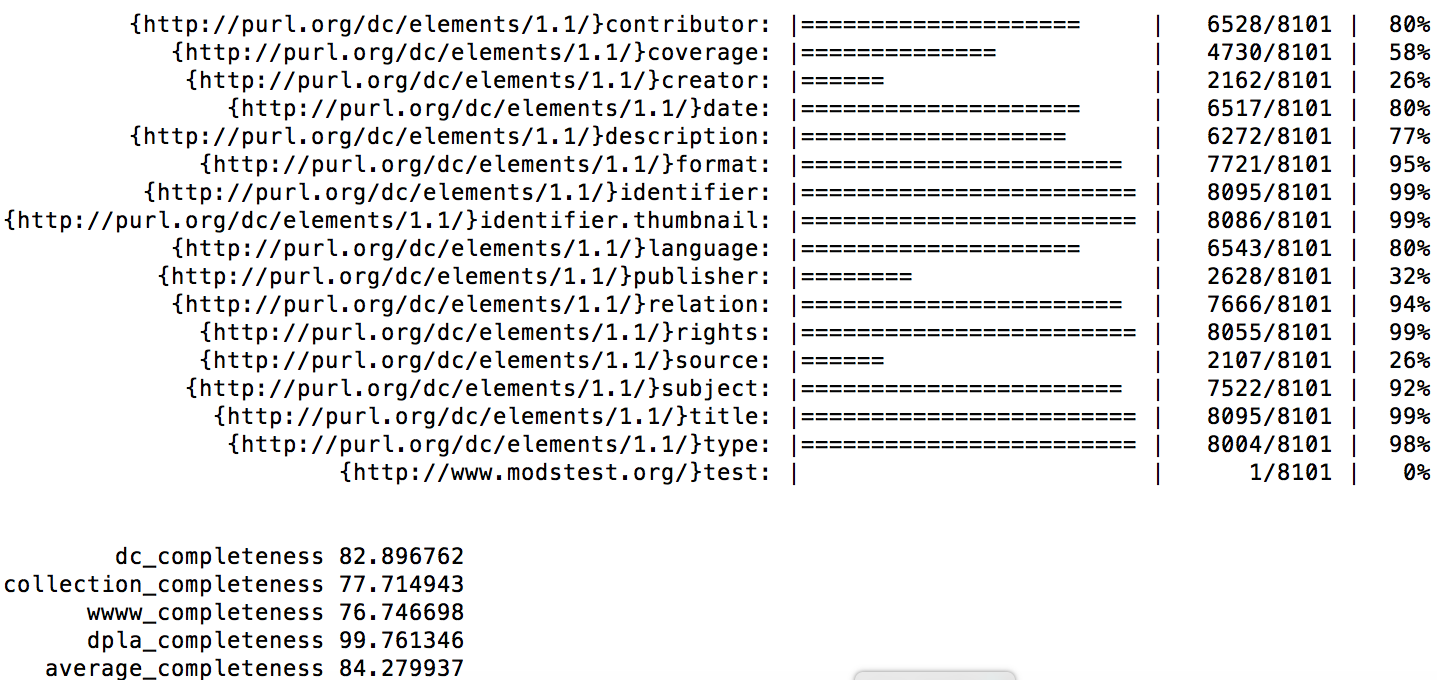 {http://purl.org/dc/elements/1.1/}contributor: |==================== | 6528/8101 | 80%
{http://purl.org/dc/elements/1.1/}coverage: |============== | 4730/8101 | 58%
{http://purl.org/dc/elements/1.1/}creator: |====== | 2162/8101 | 26%
{http://purl.org/dc/elements/1.1/}date: |==================== | 6517/8101 | 80%
{http://purl.org/dc/elements/1.1/}description: |=================== | 6272/8101 | 77%
{http://purl.org/dc/elements/1.1/}format: |======================= | 7721/8101 | 95%
{http://purl.org/dc/elements/1.1/}identifier: |======================== | 8095/8101 | 99%
{http://purl.org/dc/elements/1.1/}identifier.thumbnail: |======================== | 8086/8101 | 99%
{http://purl.org/dc/elements/1.1/}language: |==================== | 6543/8101 | 80%
{http://purl.org/dc/elements/1.1/}publisher: |======== | 2628/8101 | 32%
{http://purl.org/dc/elements/1.1/}relation: |======================= | 7666/8101 | 94%
{http://purl.org/dc/elements/1.1/}rights: |======================== | 8055/8101 | 99%
{http://purl.org/dc/elements/1.1/}source: |====== | 2107/8101 | 26%
{http://purl.org/dc/elements/1.1/}subject: |======================= | 7522/8101 | 92%
{http://purl.org/dc/elements/1.1/}title: |======================== | 8095/8101 | 99%
{http://purl.org/dc/elements/1.1/}type: |======================== | 8004/8101 | 98%
{http://www.modstest.org/}test: | | 1/8101 | 0%
dc_completeness 82.896762
collection_completeness 77.714943
wwww_completeness 76.746698
dpla_completeness 99.761346
average_completeness 84.279937